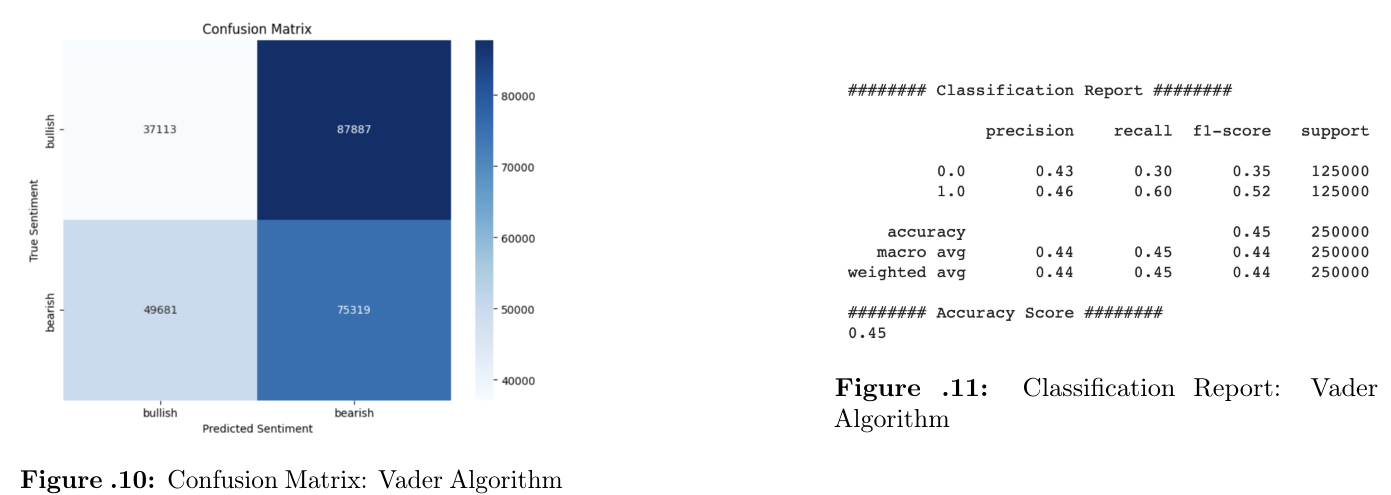 Confusion Matrix
bullish
bearish
True Sentiment
37113 87887
49681 75319
bullish bearish
Predicted Sentiment
80000
70000
60000
50000
40000
Figure .10: Confusion Matrix: Vader Algorithm
######## Classification Report ########
precision recall f1-score support
0.0 0.43 0.30 0.35 125000
1.0 0.46 0.60 0.52 125000
accuracy 0.45 250000
macro avg 0.44 0.45 0.44 250000
weighted avg 0.44 0.45 0.44 250000
######## Accuracy Score ########
0.45
Figure .11: Classification Report: Vader
Algorithm